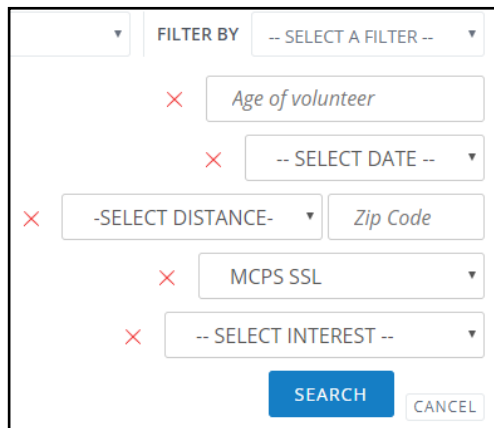 FILTER BY -- SELECT A FILTER --
Age of volunteer
-- SELECT DATE --
-SELECT DISTANCE- Zip Code
MCPS SSL
-- SELECT INTEREST --
SEARCH CANCEL